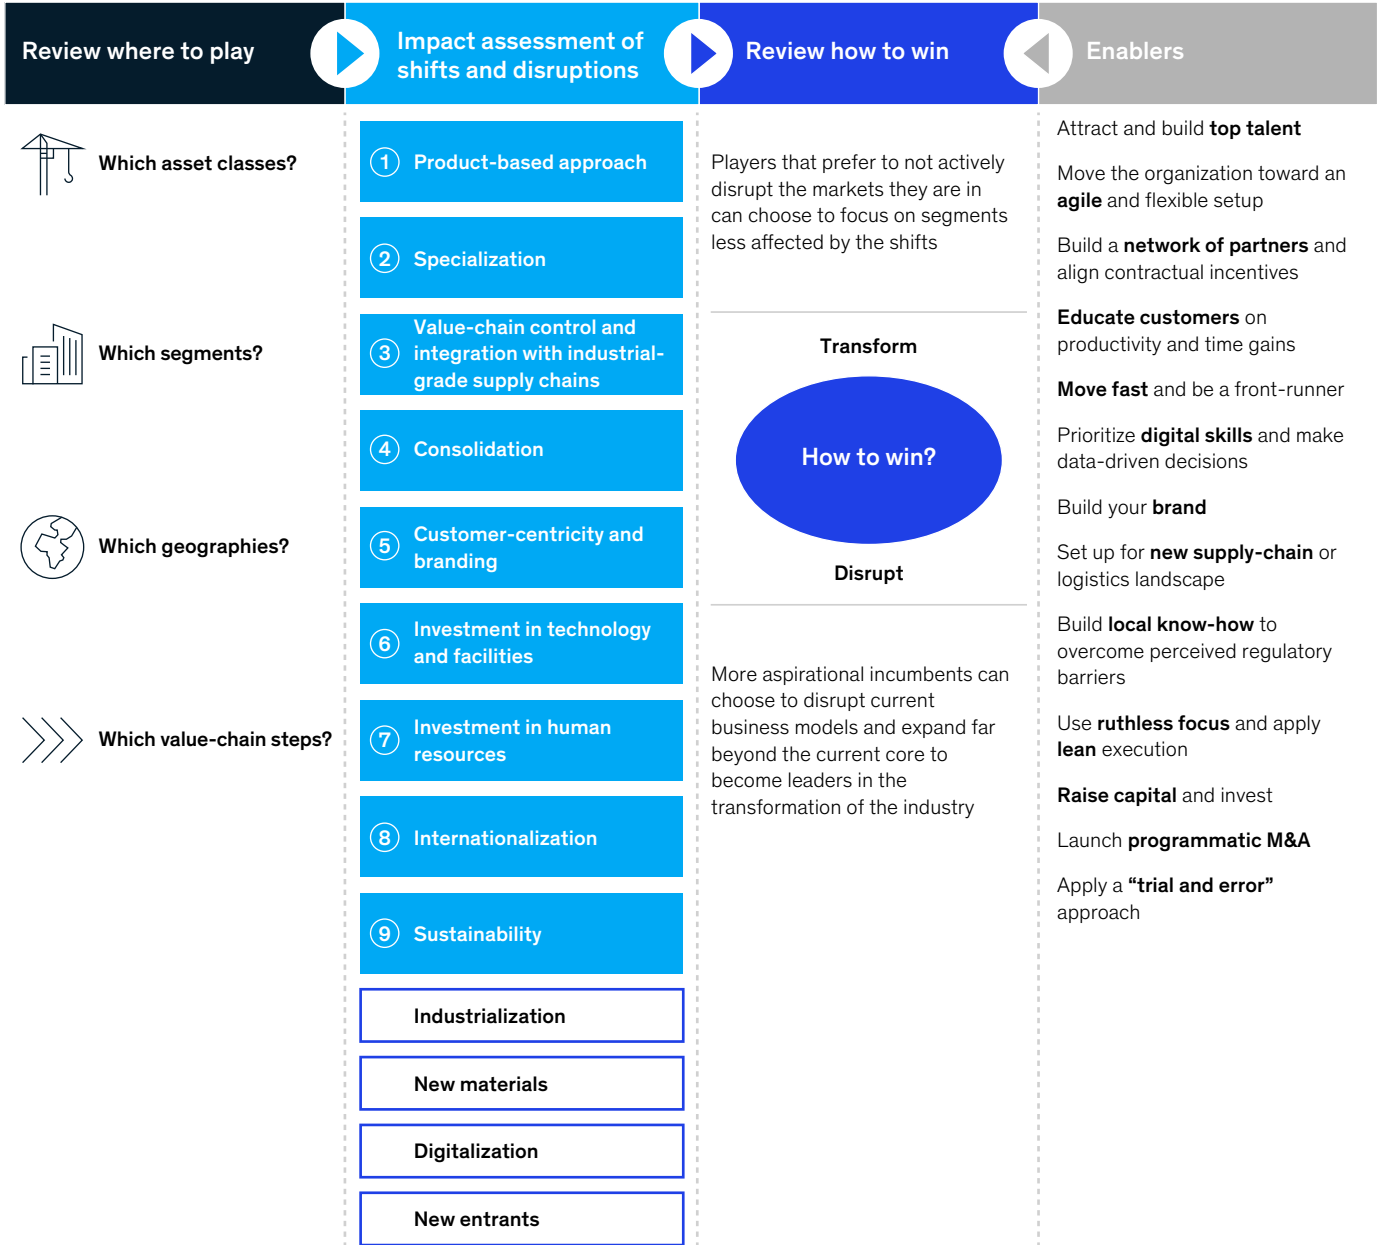 Review where to play
Impact assessment of
shifts and disruptions
Review how to win
Enablers
Which asset classes?
Which segments?
Which geographies?
Which value-chain steps?
1 Product-based approach
2 Specialization
3 Value-chain control and
integration with industrial-
grade supply chains
4 Consolidation
5 Customer-centricity and
branding
6 Investment in technology
and facilities
7 Investment in human
resources
8 Internationalization
9 Sustainability
Industrialization
New materials
Digitalization
New entrants
Players that prefer to not actively
disrupt the markets they are in
can choose to focus on segments
less affected by the shifts
Transform
How to win?
Disrupt
More aspirational incumbents can
choose to disrupt current
business models and expand far
beyond the current core to
become leaders in the
transformation of the industry
Attract and build top talent
Move the organization toward an
agile and flexible setup
Build a network of partners and
align contractual incentives
Educate customers on
productivity and time gains
Move fast and be a front-runner
Prioritize digital skills and make
data-driven decisions
Build your brand
Set up for new supply-chain or
logistics landscape
Build local know-how to
overcome perceived regulatory
barriers
Use ruthless focus and apply
lean execution
Raise capital and invest
Launch programmatic M&A
Apply a “trial and error”
approach